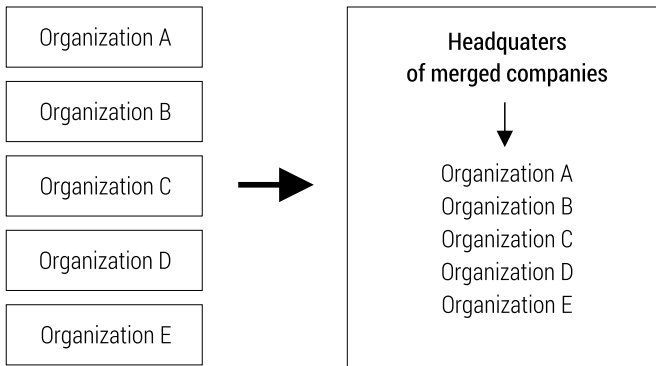 Organization A
Organization B
Organization C
Organization D
Organization E
Headquaters
of merged companies
Organization A
Organization B
Organization C
Organization D
Organization E